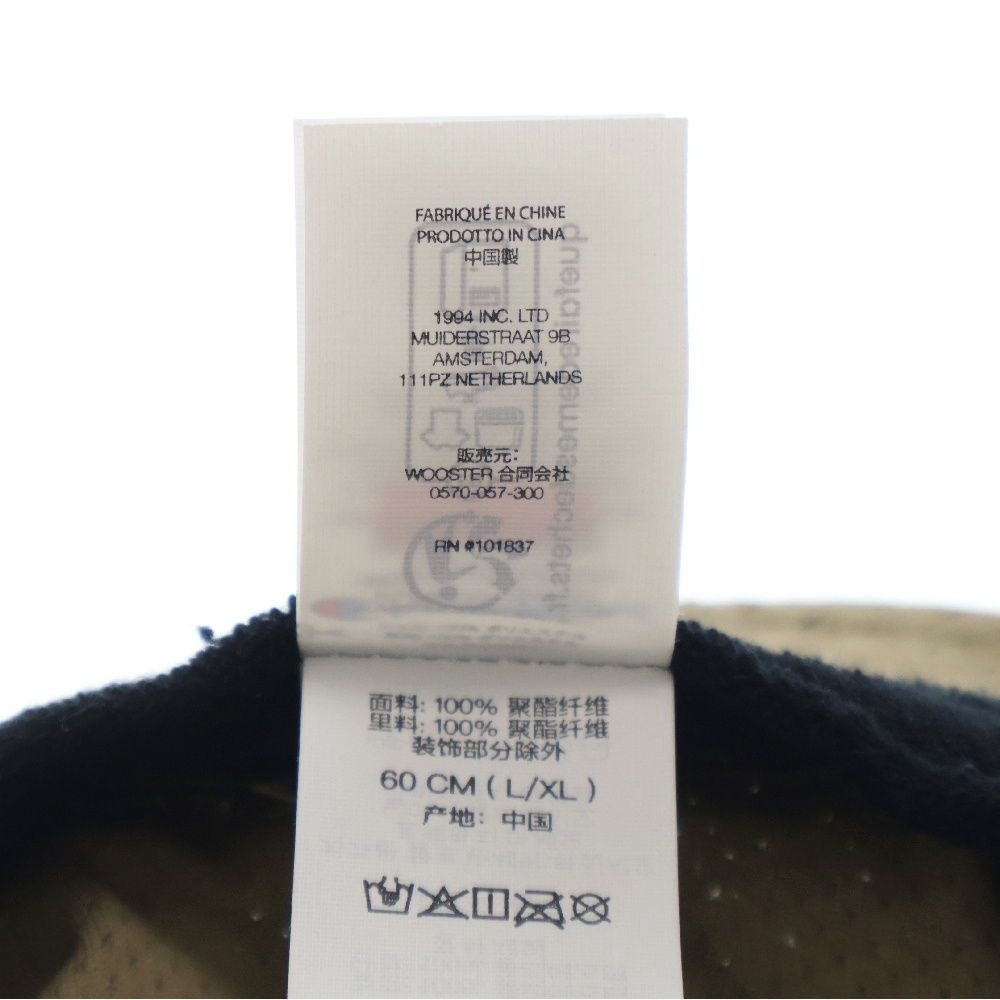 FABRIQUÉ EN CHINE
PRODOTTO IN CINA
中国製
1994 INC. LTD
MUIDERSTRAAT 9B
AMSTERDAM,
111PZ NETHERLANDS
販売元:
WOOSTER 合同会社
0570-057-300
RN #101837
quefairedemesdechets.fr
面料: 100% 聚酯纤维
里料: 100% 聚酯纤维
装饰部分除外
60 CM ( L/XL )
产地: 中国